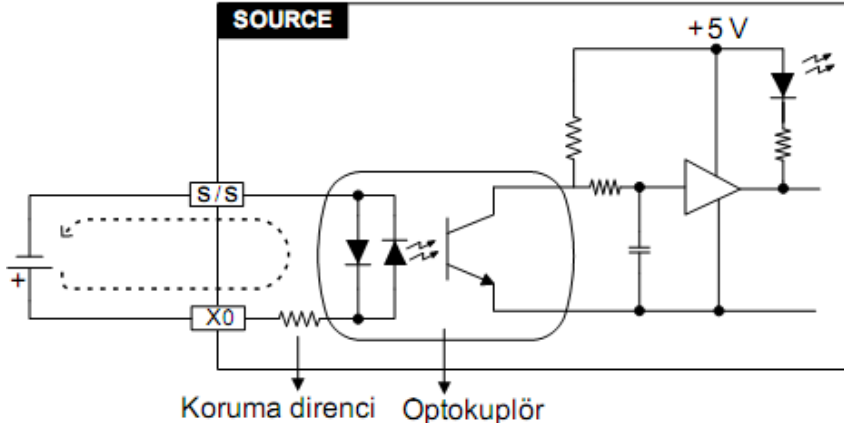 SOURCE
+5 V
S/S
+
X0
Koruma direnci
Optokuplör